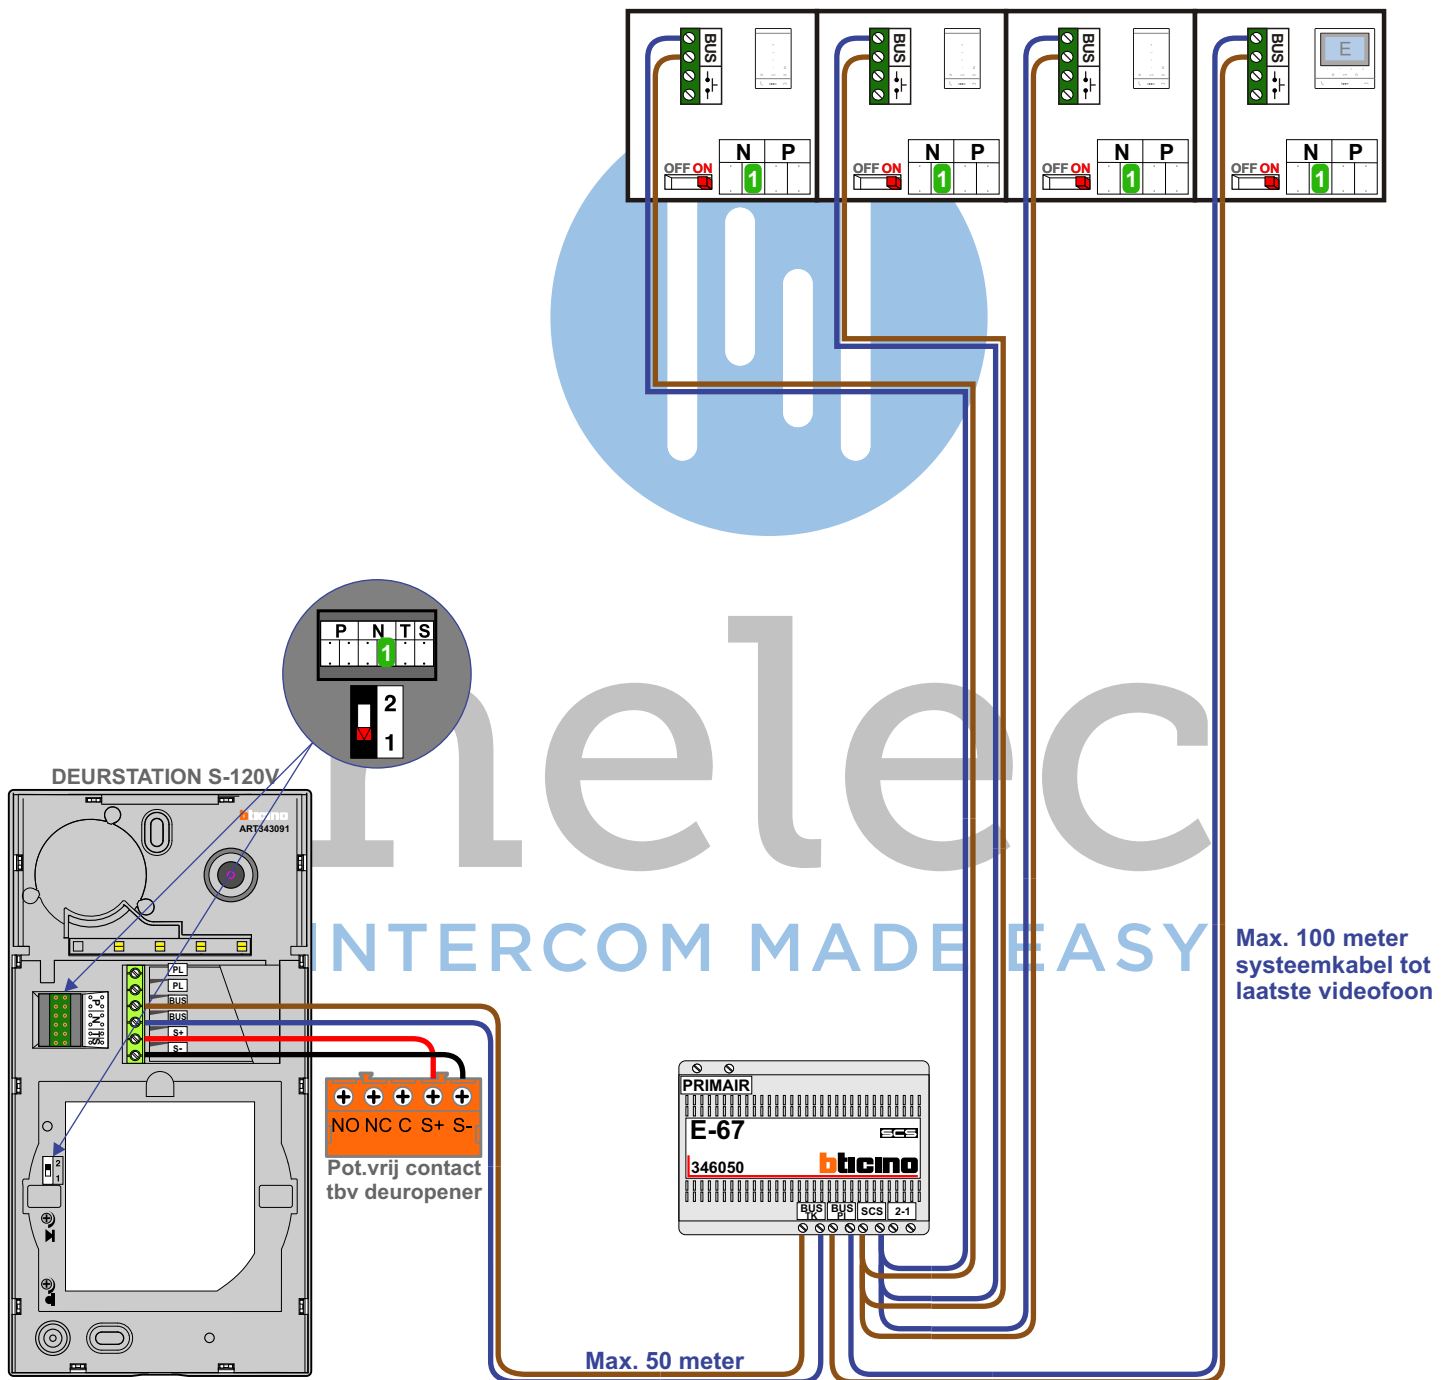 BUS
BUS
BUS
BUS
E
N P
OFF ON
1
N P
OFF ON
1
N P
OFF ON
1
N P
OFF ON
1
P N T S
1
2
1
nelec
INTERCOM MADE EASY
DEURSTATION S-120V
bticino
ART343091
PL
PL
BUS
BUS
S+
S-
P N T S
2
1
NO NC C S+ S-
Pot.vrij contact
tbv deuropener
Max. 100 meter
systeemkabel tot
laatste videofoon
PRIMAIR
E-67
SCS
346050
bticino
BUS TK
BUS PI
SCS
2-1
Max. 50 meter